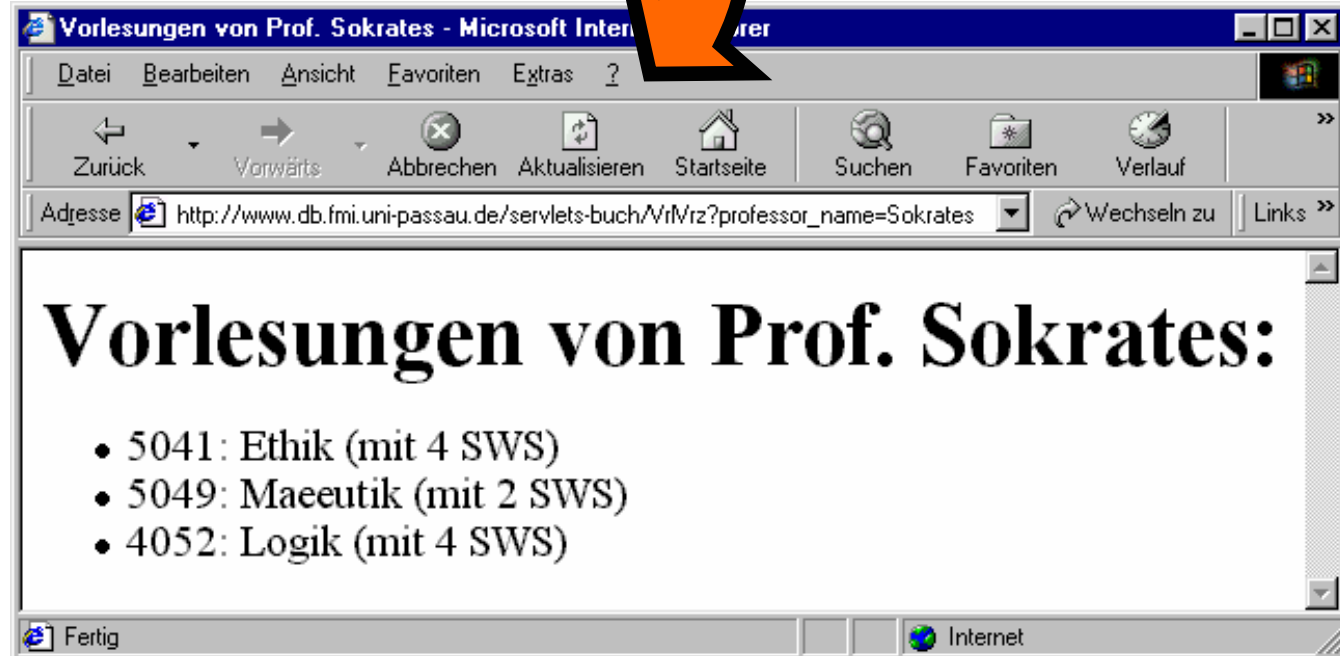 Vorlesungen von Prof. Sokrates - Microsoft Inter rer
Datei Bearbeiten Ansicht Favoriten Extras ?
Zurück Vorwärts Abbrechen Aktualisieren Startseite Suchen Favoriten Verlauf »
Adresse http://www.db.fmi.uni-passau.de/servlets-buch/VrlVrz?professor_name=Sokrates Wechseln zu Links »
Vorlesungen von Prof. Sokrates:
• 5041: Ethik (mit 4 SWS)
• 5049: Maeeutik (mit 2 SWS)
• 4052: Logik (mit 4 SWS)
Fertig Internet